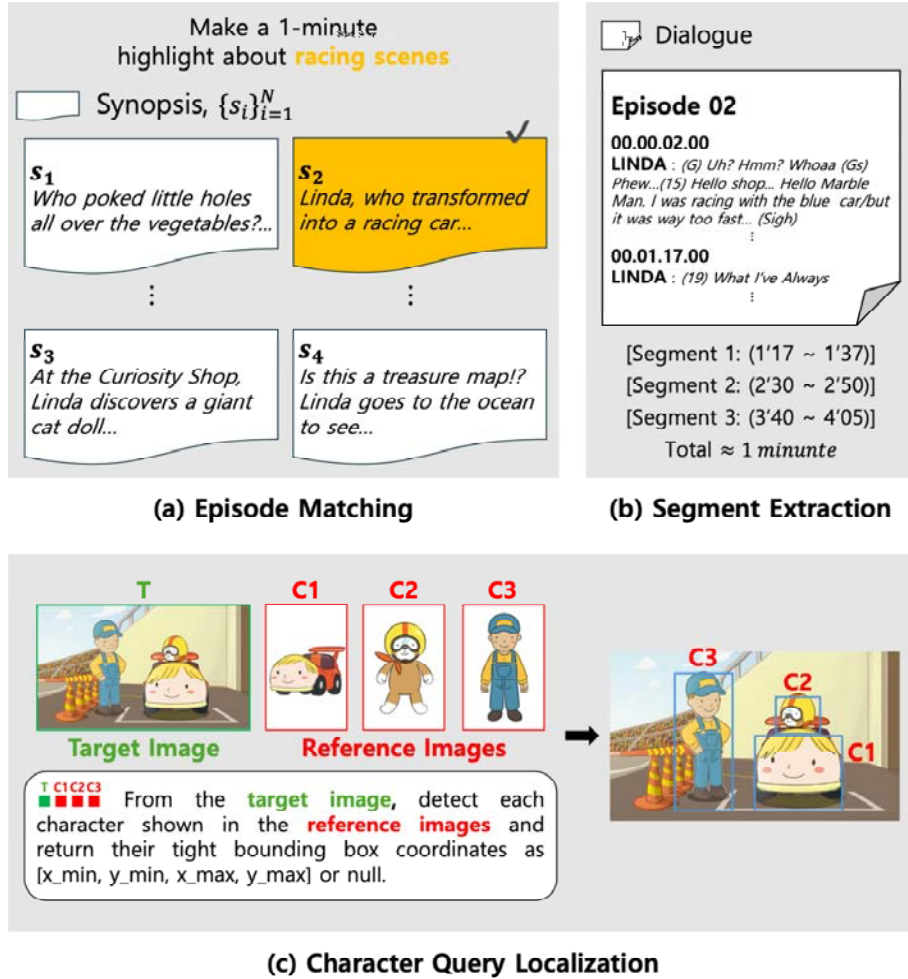 Make a 1-minute
highlight about racing scenes
Synopsis, {s_i}_{i=1}^N
s_1
Who poked little holes
all over the vegetables?...
s_2
Linda, who transformed
into a racing car...
⋮
⋮
s_3
At the Curiosity Shop,
Linda discovers a giant
cat doll...
s_4
Is this a treasure map!?
Linda goes to the ocean
to see...
(a) Episode Matching
Dialogue
Episode 02
00.00.02.00
LINDA : (G) Uh? Hmm? Whoaa (Gs)
Phew...(15) Hello shop... Hello Marble
Man. I was racing with the blue car/but
it was way too fast... (Sigh)
⋮
00.01.17.00
LINDA : (19) What I've Always
⋮
[Segment 1: (1'17 ~ 1'37)]
[Segment 2: (2'30 ~ 2'50)]
[Segment 3: (3'40 ~ 4'05)]
Total ≈ 1 minunte
(b) Segment Extraction
T
C1
C2
C3
Target Image
Reference Images
C3
C2
C1
T C1 C2 C3
From the target image, detect each
character shown in the reference images and
return their tight bounding box coordinates as
[x_min, y_min, x_max, y_max] or null.
(c) Character Query Localization